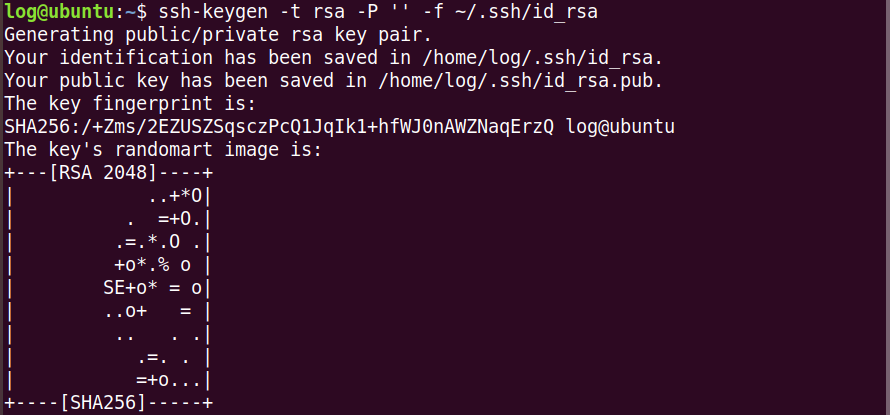 log@ubuntu:~$ ssh-keygen -t rsa -P '' -f ~/.ssh/id_rsa
Generating public/private rsa key pair.
Your identification has been saved in /home/log/.ssh/id_rsa.
Your public key has been saved in /home/log/.ssh/id_rsa.pub.
The key fingerprint is:
SHA256:/+Zms/2EZUSZSqsczPcQ1JqIk1+hfWJ0nAWZNaqErzQ log@ubuntu
The key's randomart image is:
+---[RSA 2048]----+
|            ..+*O|
|          .  =+O.|
|         .=.*.O .|
|         +o*.% o |
|        SE+o* = o|
|        ..o+   = |
|         ..   . .|
|           .=. . |
|           =+o...|
+----[SHA256]-----+